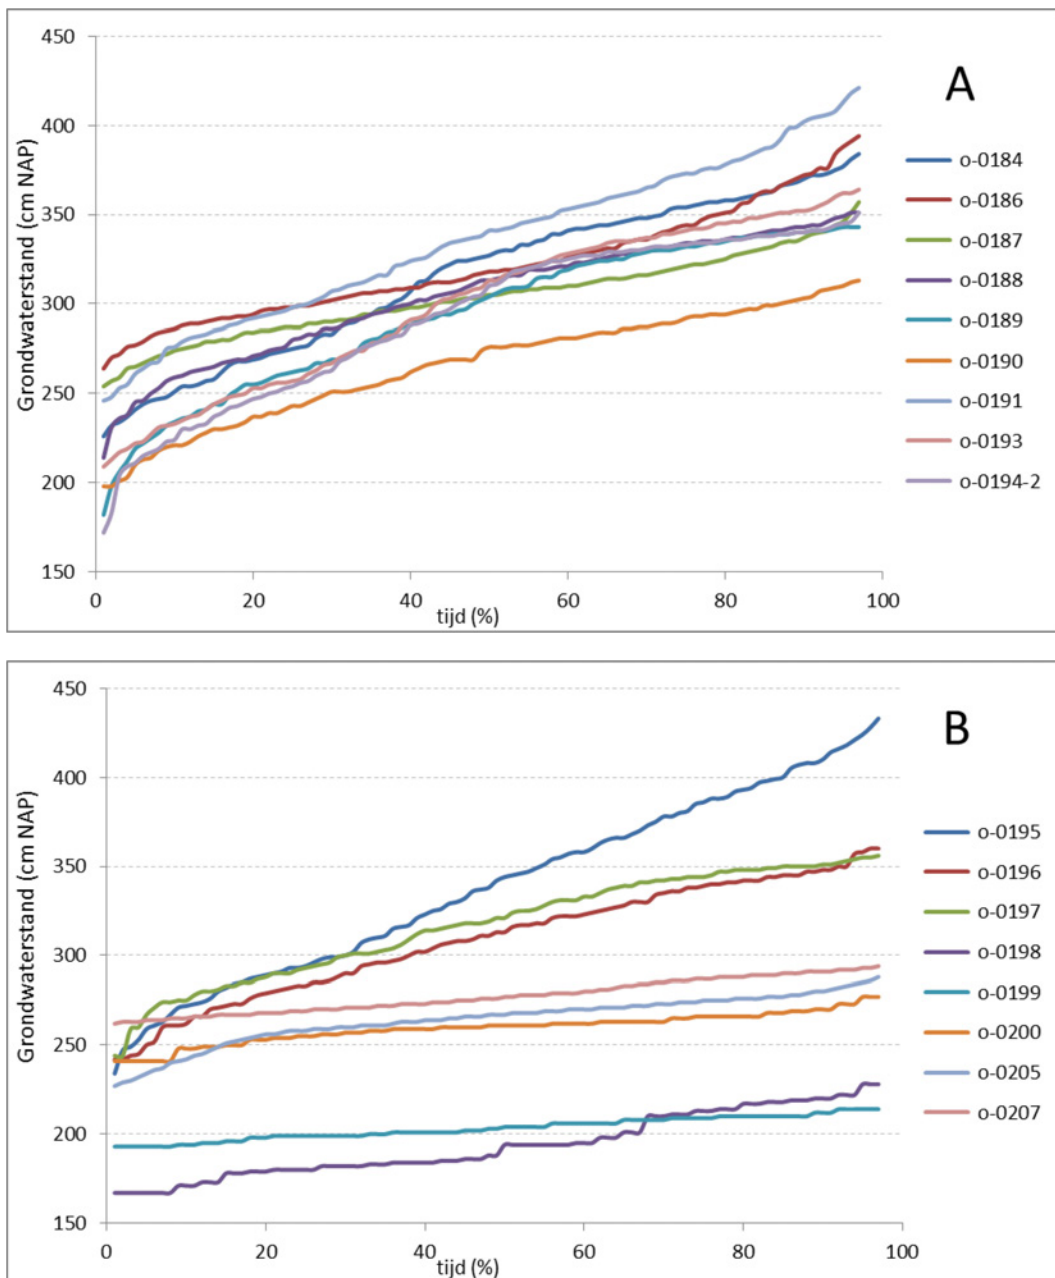 A
450
400
350
300
250
200
150
Grondwaterstand (cm NAP)
0 20 40 60 80 100
tijd (%)
o-0184
o-0186
o-0187
o-0188
o-0189
o-0190
o-0191
o-0193
o-0194-2
B
450
400
350
300
250
200
150
Grondwaterstand (cm NAP)
0 20 40 60 80 100
tijd (%)
o-0195
o-0196
o-0197
o-0198
o-0199
o-0200
o-0205
o-0207